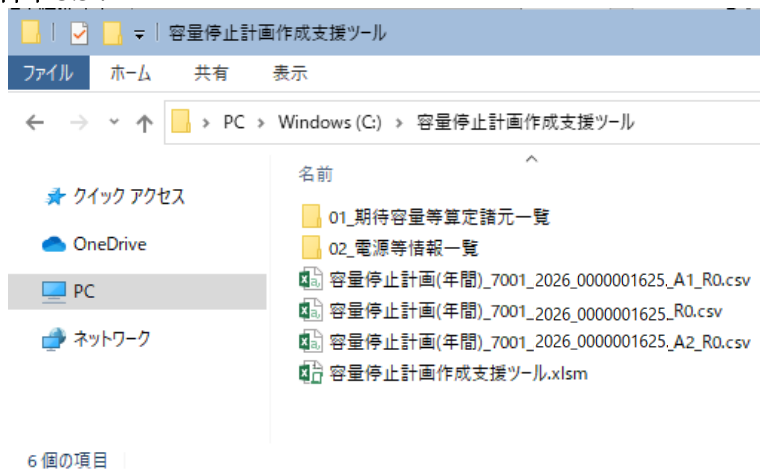 容量停止計画作成支援ツール
ファイル ホーム 共有 表示
PC › Windows (C:) › 容量停止計画作成支援ツール
名前
クイック アクセス
OneDrive
PC
ネットワーク
01_期待容量等算定諸元一覧
02_電源等情報一覧
容量停止計画(年間)_7001_2026_0000001625_A1_R0.csv
容量停止計画(年間)_7001_2026_0000001625_R0.csv
容量停止計画(年間)_7001_2026_0000001625_A2_R0.csv
容量停止計画作成支援ツール.xlsm
6 個の項目